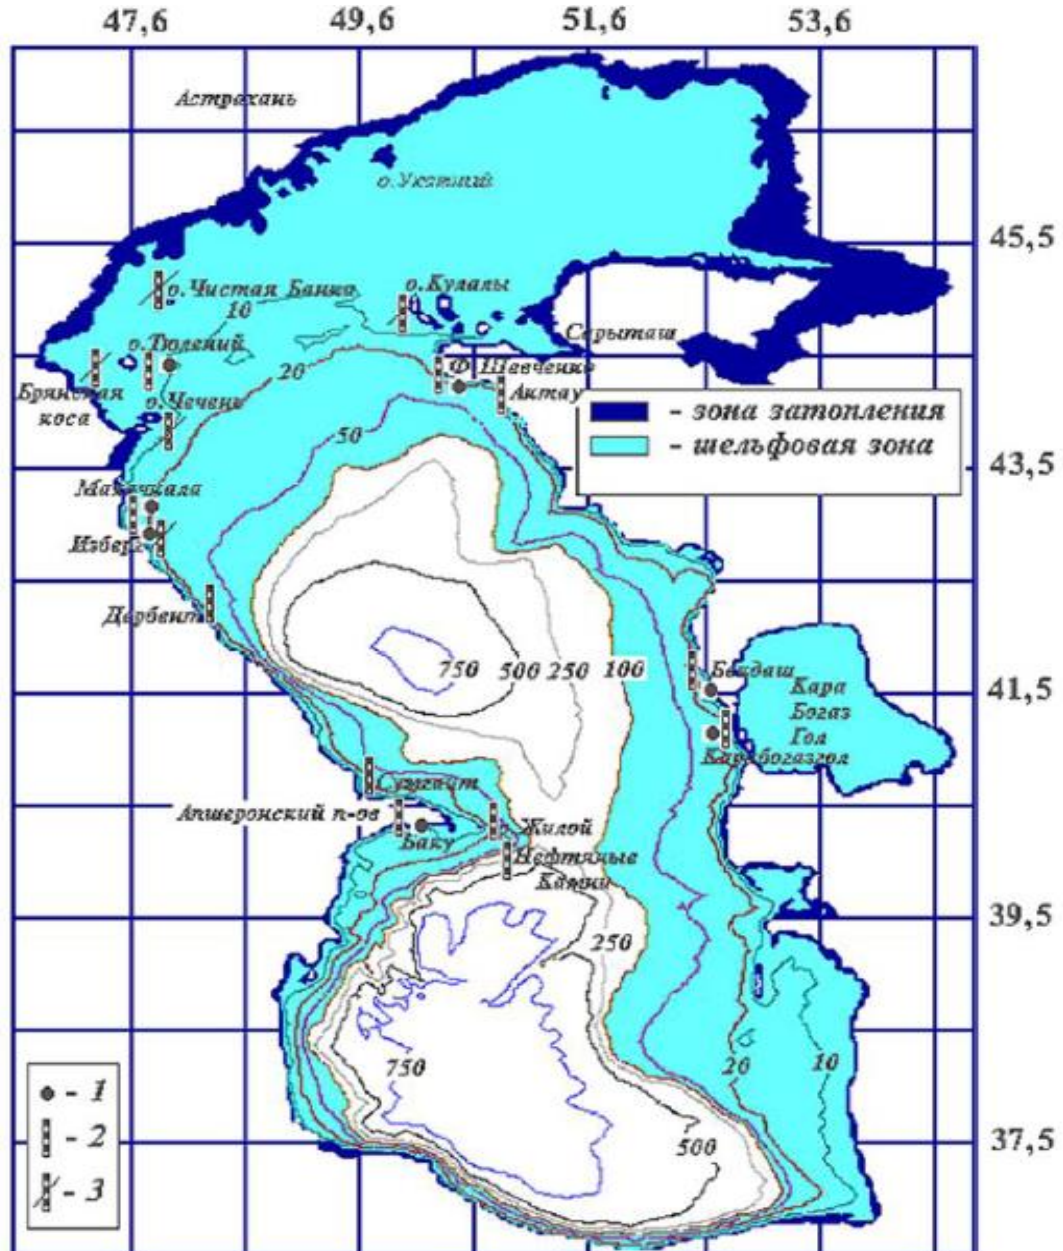 47,6 49,6 51,6 53,6
Астрахань
о.Укатный
45,5
о.Чистая Банка
о.Кулалы
10
Сарыташ
о.Тюлений
Ф. Шевченко
20
Брянская
коса
Актау
о.Чечень
- зона затопления
50
- шельфовая зона
43,5
Махачкала
Избере
Дербент
750 500 250 100
Бекдаш
Кара
Богаз
Гол
41,5
Карабогазгол
Сумгаит
Апшеронский п-ов
о. Жилой
Баку
Нефтяные
Камни
39,5
250
750
20
10
- 1
- 2
37,5
500
- 3